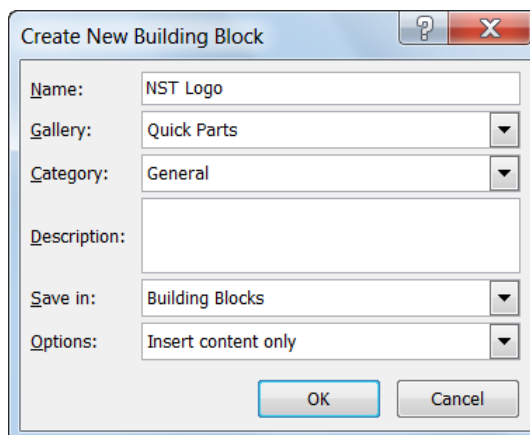 Create New Building Block
Name: NST Logo
Gallery: Quick Parts
Category: General
Description:
Save in: Building Blocks
Options: Insert content only
OK Cancel